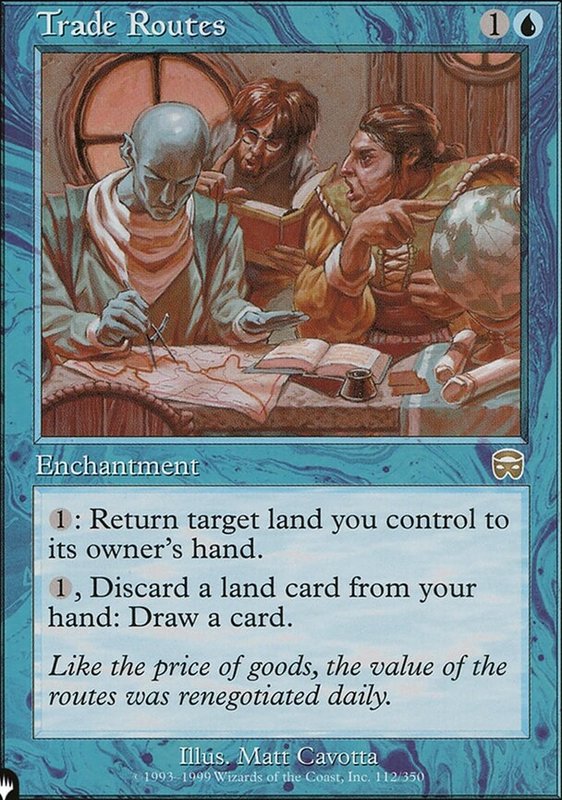 Trade Routes 1
Enchantment
1: Return target land you control to
its owner's hand.
1, Discard a land card from your
hand: Draw a card.
Like the price of goods, the value of the
routes was renegotiated daily.
Illus. Matt Cavotta
© 1993–1999 Wizards of the Coast, Inc. 112/350